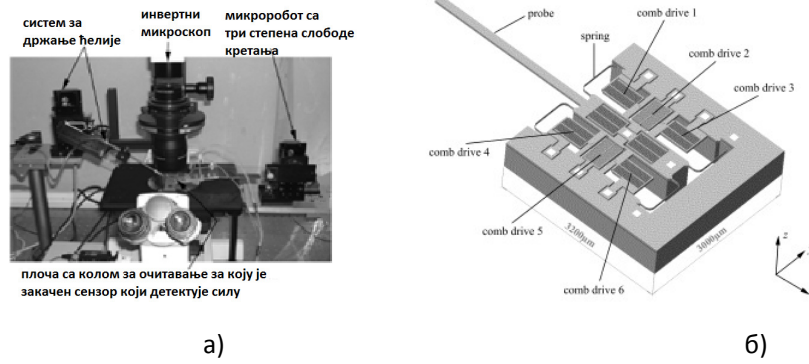 систем за
држање ћелије
инвертни
микроскоп
микроробот са
три степена слободе
кретања
плоча са колом за очитавање за коју је
закачен сензор који детектује силу
а)
probe
spring
comb drive 1
comb drive 2
comb drive 3
comb drive 4
comb drive 5
comb drive 6
3200μm
3000μm
z
б)